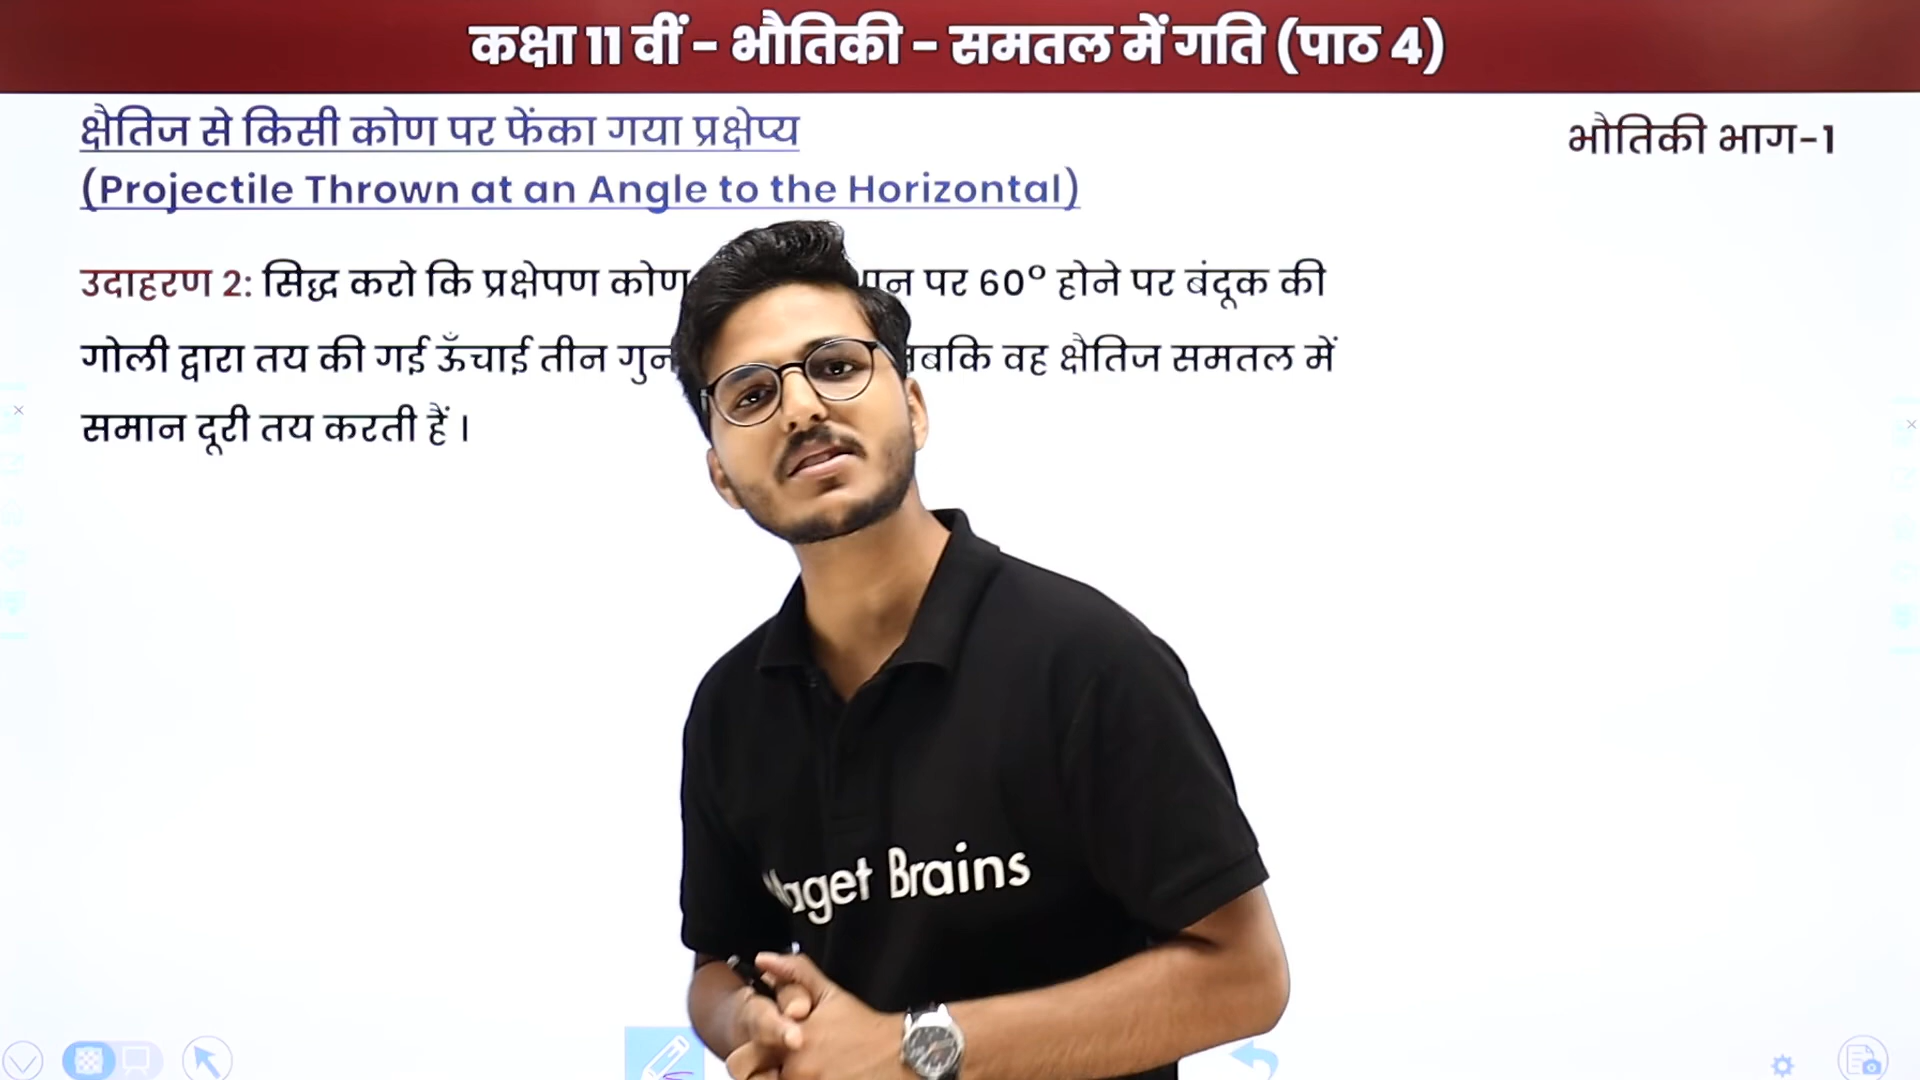 कक्षा 11 वीं - भौतिकी - समतल में गति (पाठ 4)
क्षैतिज से किसी कोण पर फेंका गया प्रक्षेप्य
भौतिकी भाग-1
(Projectile Thrown at an Angle to the Horizontal)
उदाहरण 2: सिद्ध करो कि प्रक्षेपण कोण पर 60° होने पर बंदूक की
गोली द्वारा तय की गई ऊँचाई तीन वह क्षैतिज समतल में
समान दूरी तय करती हैं।
Brains